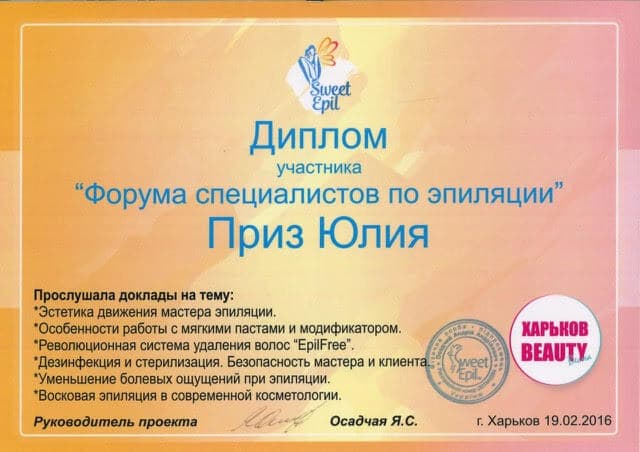 Sweet
Epil
Диплом
участника
“Форума специалистов по эпиляции”
Приз Юлия
Прослушала доклады на тему:
*Эстетика движения мастера эпиляции.
*Особенности работы с мягкими пастами и модификатором.
*Революционная система удаления волос “EpilFree”.
*Дезинфекция и стерилизация. Безопасность мастера и клиента.
*Уменьшение болевых ощущений при эпиляции.
*Восковая эпиляция в современной косметологии.
Sweet
Epil
ХАРЬКОВ
BEAUTY
Руководитель проекта Осадчая Я.С. г. Харьков 19.02.2016